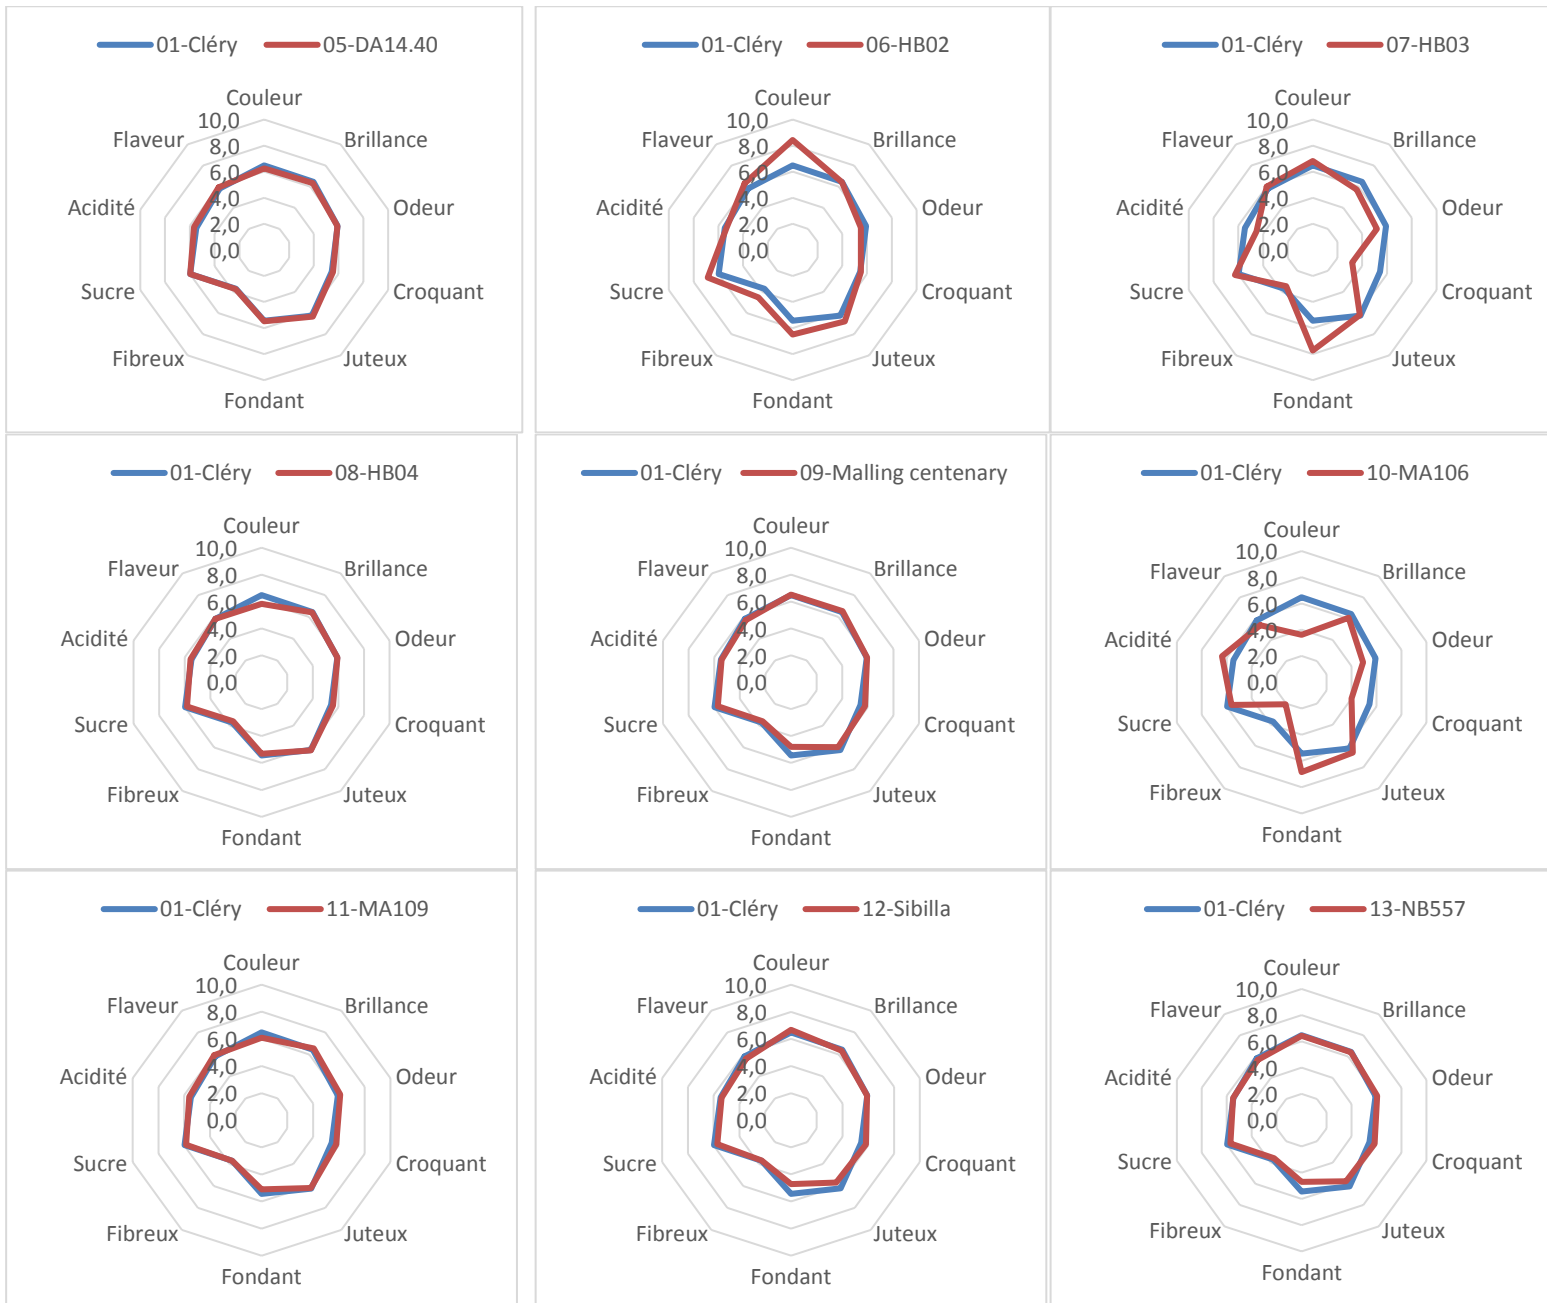 01-Cléry 05-DA14.40
Couleur
10,0
Flaveur Brillance
8,0
6,0
4,0
Acidité Odeur
2,0
0,0
Sucre Croquant
Fibreux Juteux
Fondant
01-Cléry 06-HB02
Couleur
10,0
Flaveur Brillance
8,0
6,0
4,0
Acidité Odeur
2,0
0,0
Sucre Croquant
Fibreux Juteux
Fondant
01-Cléry 07-HB03
Couleur
10,0
Flaveur Brillance
8,0
6,0
4,0
Acidité Odeur
2,0
0,0
Sucre Croquant
Fibreux Juteux
Fondant
01-Cléry 08-HB04
Couleur
10,0
Flaveur Brillance
8,0
6,0
4,0
Acidité Odeur
2,0
0,0
Sucre Croquant
Fibreux Juteux
Fondant
01-Cléry 09-Malling centenary
Couleur
10,0
Flaveur Brillance
8,0
6,0
4,0
Acidité Odeur
2,0
0,0
Sucre Croquant
Fibreux Juteux
Fondant
01-Cléry 10-MA106
Couleur
10,0
Flaveur Brillance
8,0
6,0
4,0
Acidité Odeur
2,0
0,0
Sucre Croquant
Fibreux Juteux
Fondant
01-Cléry 11-MA109
Couleur
10,0
Flaveur Brillance
8,0
6,0
4,0
Acidité Odeur
2,0
0,0
Sucre Croquant
Fibreux Juteux
Fondant
01-Cléry 12-Sibilla
Couleur
10,0
Flaveur Brillance
8,0
6,0
4,0
Acidité Odeur
2,0
0,0
Sucre Croquant
Fibreux Juteux
Fondant
01-Cléry 13-NB557
Couleur
10,0
Flaveur Brillance
8,0
6,0
4,0
Acidité Odeur
2,0
0,0
Sucre Croquant
Fibreux Juteux
Fondant